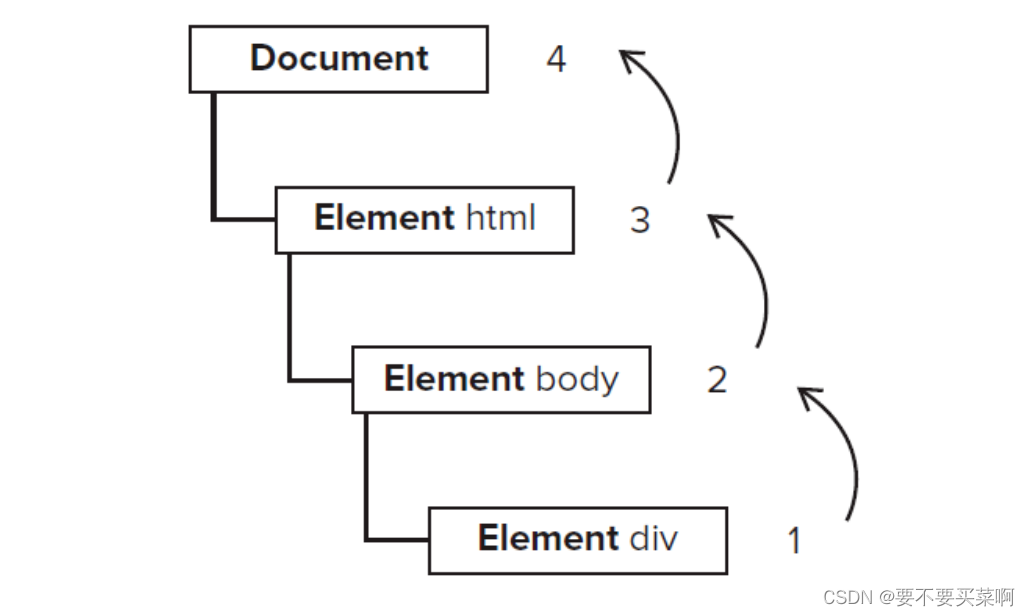 Document 4
Element html 3
Element body 2
Element div 1
CSDN @要不要买菜啊